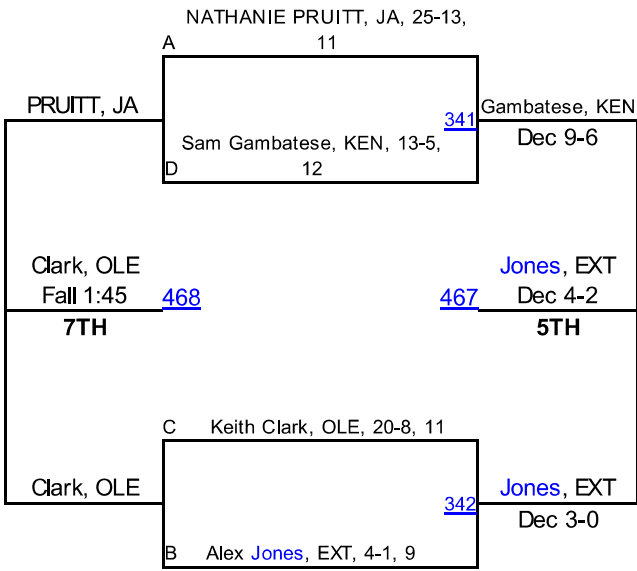 NATHANIE PRUITT, JA, 25-13,
A 11
PRUITT, JA
341
Gambatese, KEN
Dec 9-6
Sam Gambatese, KEN, 13-5,
D 12
Clark, OLE
Fall 1:45
468
7TH
Jones, EXT
467
Dec 4-2
5TH
C Keith Clark, OLE, 20-8, 11
Clark, OLE
342
Jones, EXT
Dec 3-0
B Alex Jones, EXT, 4-1, 9